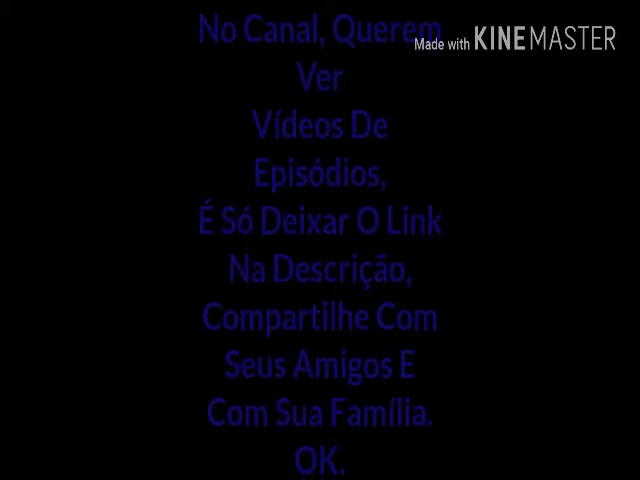 No Canal, Querem
Made with KINEMASTER
Ver
Vídeos De
Episódios,
É Só Deixar O Link
Na Descrição,
Compartilhe Com
Seus Amigos E
Com Sua Família.
OK.